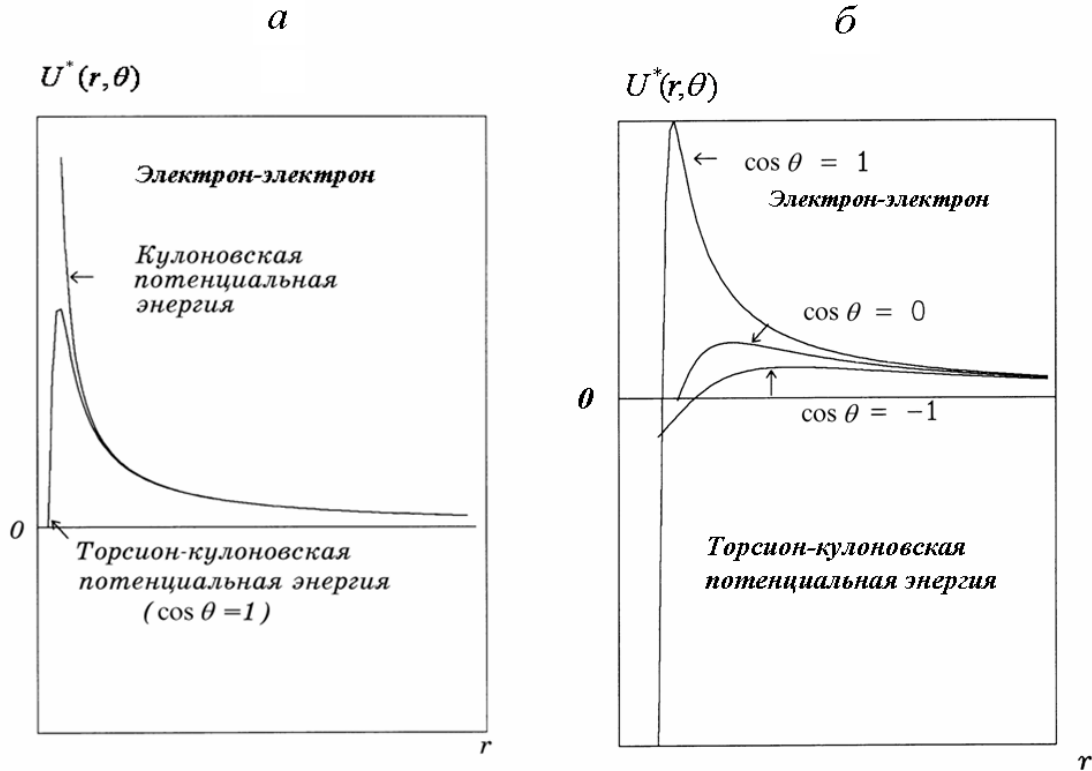 а
U*(r,θ)
Электрон-электрон
Кулоновская
потенциальная
энергия
0
Торсион-кулоновская
потенциальная энергия
(cos θ =1)
r
б
U*(r,θ)
cos θ = 1
Электрон-электрон
cos θ = 0
0
cos θ = -1
Торсион-кулоновская
потенциальная энергия
r